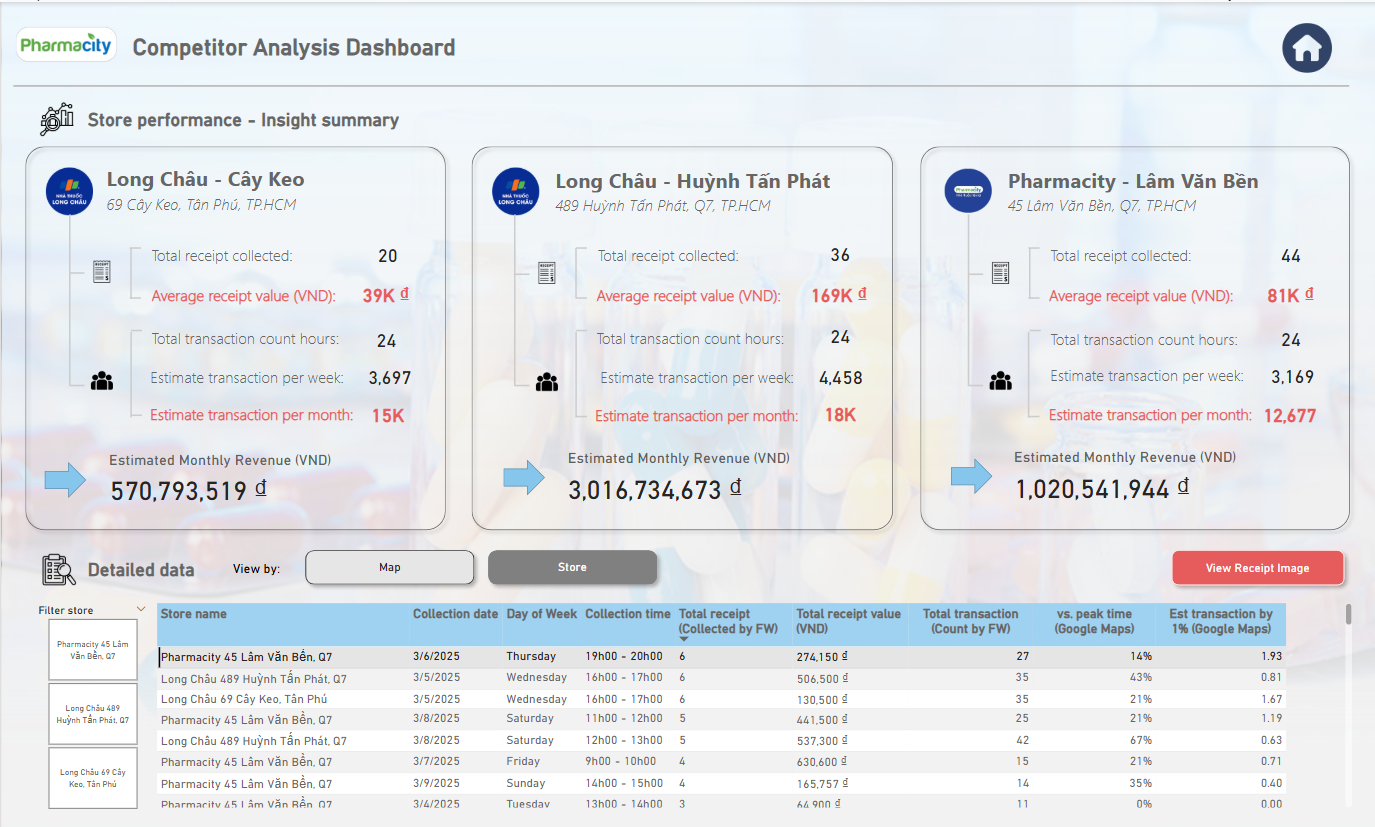 Pharmacity
Competitor Analysis Dashboard
Store performance - Insight summary
NHÀ THUỐC
LONG CHÂU
Long Châu - Cây Keo
69 Cây Keo, Tân Phú, TP.HCM
RECEIPT
Total receipt collected: 20
Average receipt value (VND): 39K ₫
Total transaction count hours: 24
Estimate transaction per week: 3,697
Estimate transaction per month: 15K
Estimated Monthly Revenue (VND)
570,793,519 ₫
NHÀ THUỐC
LONG CHÂU
Long Châu - Huỳnh Tấn Phát
489 Huỳnh Tấn Phát, Q7, TP.HCM
RECEIPT
Total receipt collected: 36
Average receipt value (VND): 169K ₫
Total transaction count hours: 24
Estimate transaction per week: 4,458
Estimate transaction per month: 18K
Estimated Monthly Revenue (VND)
3,016,734,673 ₫
Pharmacity
Pharmacity - Lâm Văn Bền
45 Lâm Văn Bền, Q7, TP.HCM
RECEIPT
Total receipt collected: 44
Average receipt value (VND): 81K ₫
Total transaction count hours: 24
Estimate transaction per week: 3,169
Estimate transaction per month: 12,677
Estimated Monthly Revenue (VND)
1,020,541,944 ₫
Detailed data
View by:
Map
Store
View Receipt Image
Filter store
Pharmacity 45 Lâm
Văn Bền, Q7
Long Châu 489
Huỳnh Tấn Phát, Q7
Long Châu 69 Cây
Keo, Tân Phú
Store name Collection date Day of Week Collection time Total receipt Total receipt value Total transaction vs. peak time Est transaction by
(Collected by FW) (VND) (Count by FW) (Google Maps) 1% (Google Maps)
Pharmacity 45 Lâm Văn Bền, Q7 3/6/2025 Thursday 19h00 - 20h00 6 274,150 ₫ 27 14% 1.93
Long Châu 489 Huỳnh Tấn Phát, Q7 3/5/2025 Wednesday 16h00 - 17h00 6 506,500 ₫ 35 43% 0.81
Long Châu 69 Cây Keo, Tân Phú 3/5/2025 Wednesday 16h00 - 17h00 6 130,500 ₫ 35 21% 1.67
Pharmacity 45 Lâm Văn Bền, Q7 3/8/2025 Saturday 11h00 - 12h00 5 441,500 ₫ 25 21% 1.19
Long Châu 489 Huỳnh Tấn Phát, Q7 3/8/2025 Saturday 12h00 - 13h00 5 537,300 ₫ 42 67% 0.63
Pharmacity 45 Lâm Văn Bền, Q7 3/7/2025 Friday 9h00 - 10h00 4 630,600 ₫ 15 21% 0.71
Pharmacity 45 Lâm Văn Bền, Q7 3/9/2025 Sunday 14h00 - 15h00 4 165,757 ₫ 14 35% 0.40
Pharmacity 45 Lâm Văn Bền, Q7 3/4/2025 Tuesday 13h00 - 14h00 3 64,900 ₫ 11 0% 0.00